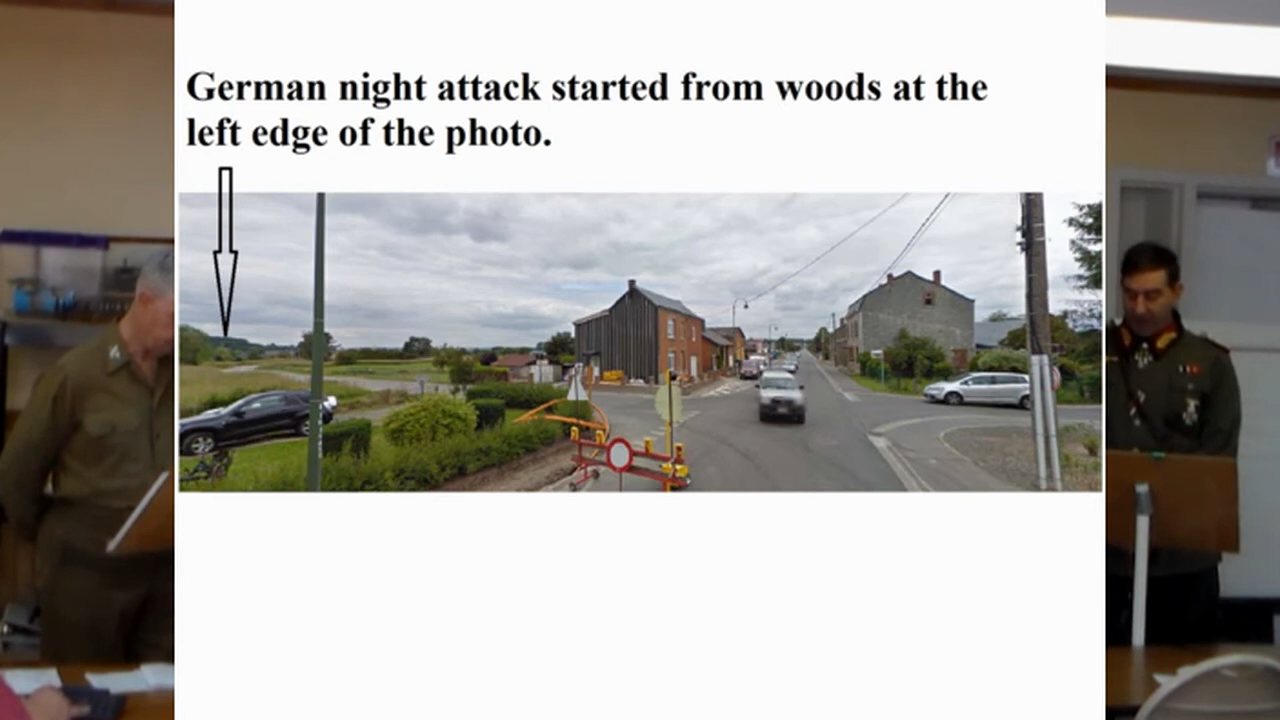 German night attack started from woods at the
left edge of the photo.